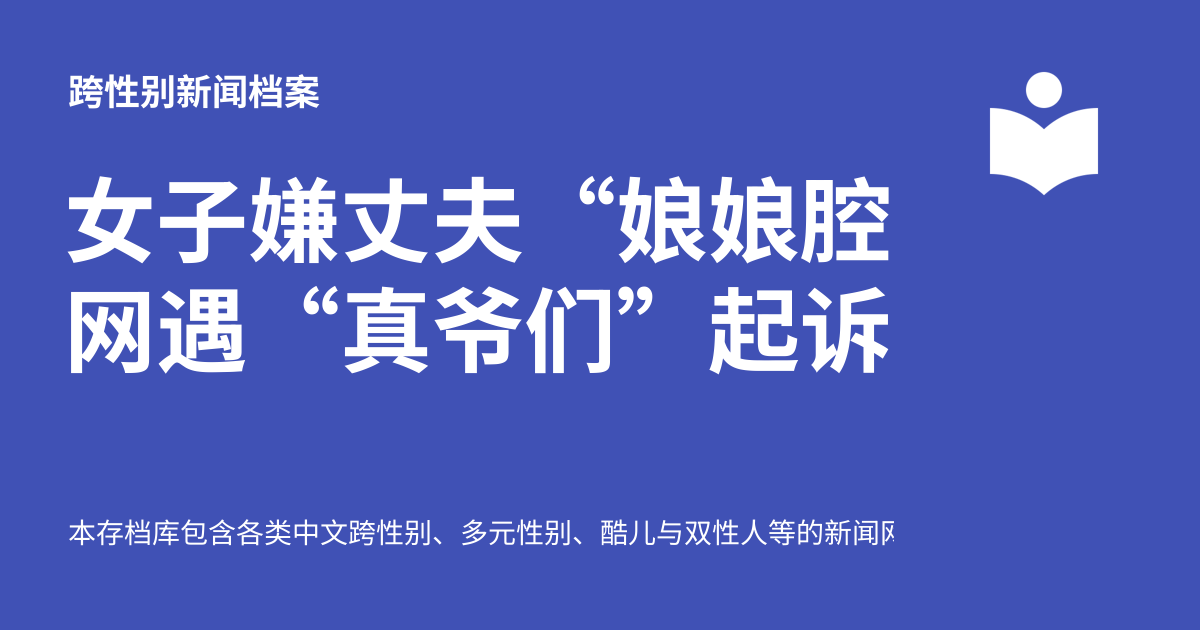 跨性别新闻档案
女子嫌丈夫“娘娘腔
网遇 “真爷们” 起诉
本存档库包含各类中文跨性别、多元性别、酷儿与双性人等的新闻